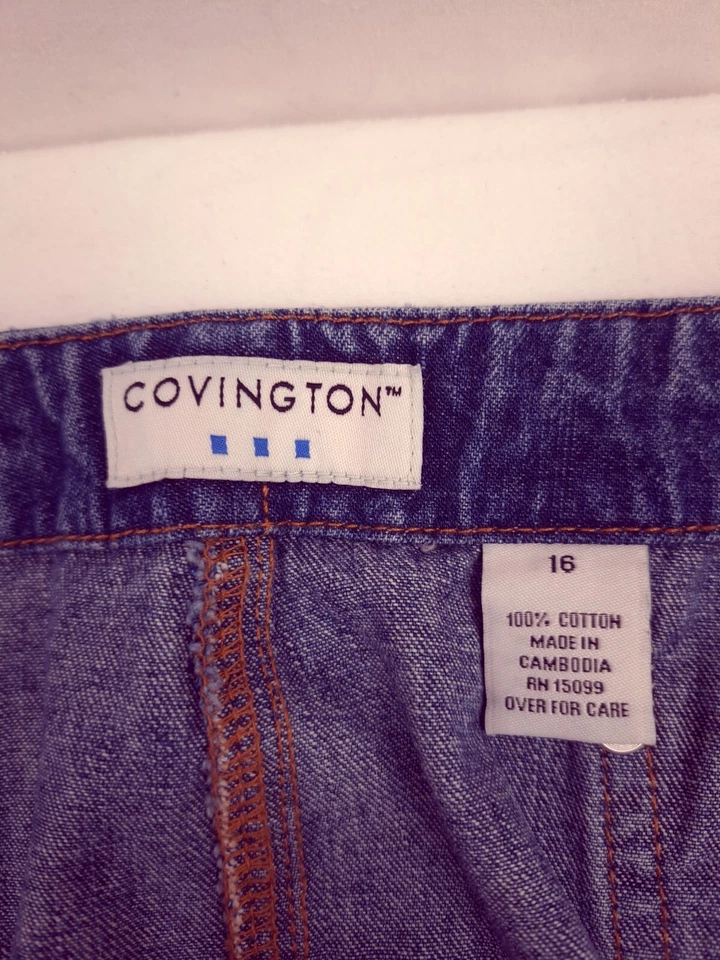 COVINGTON™
16
100% COTTON
MADE IN
CAMBODIA
RN 15099
OVER FOR CARE